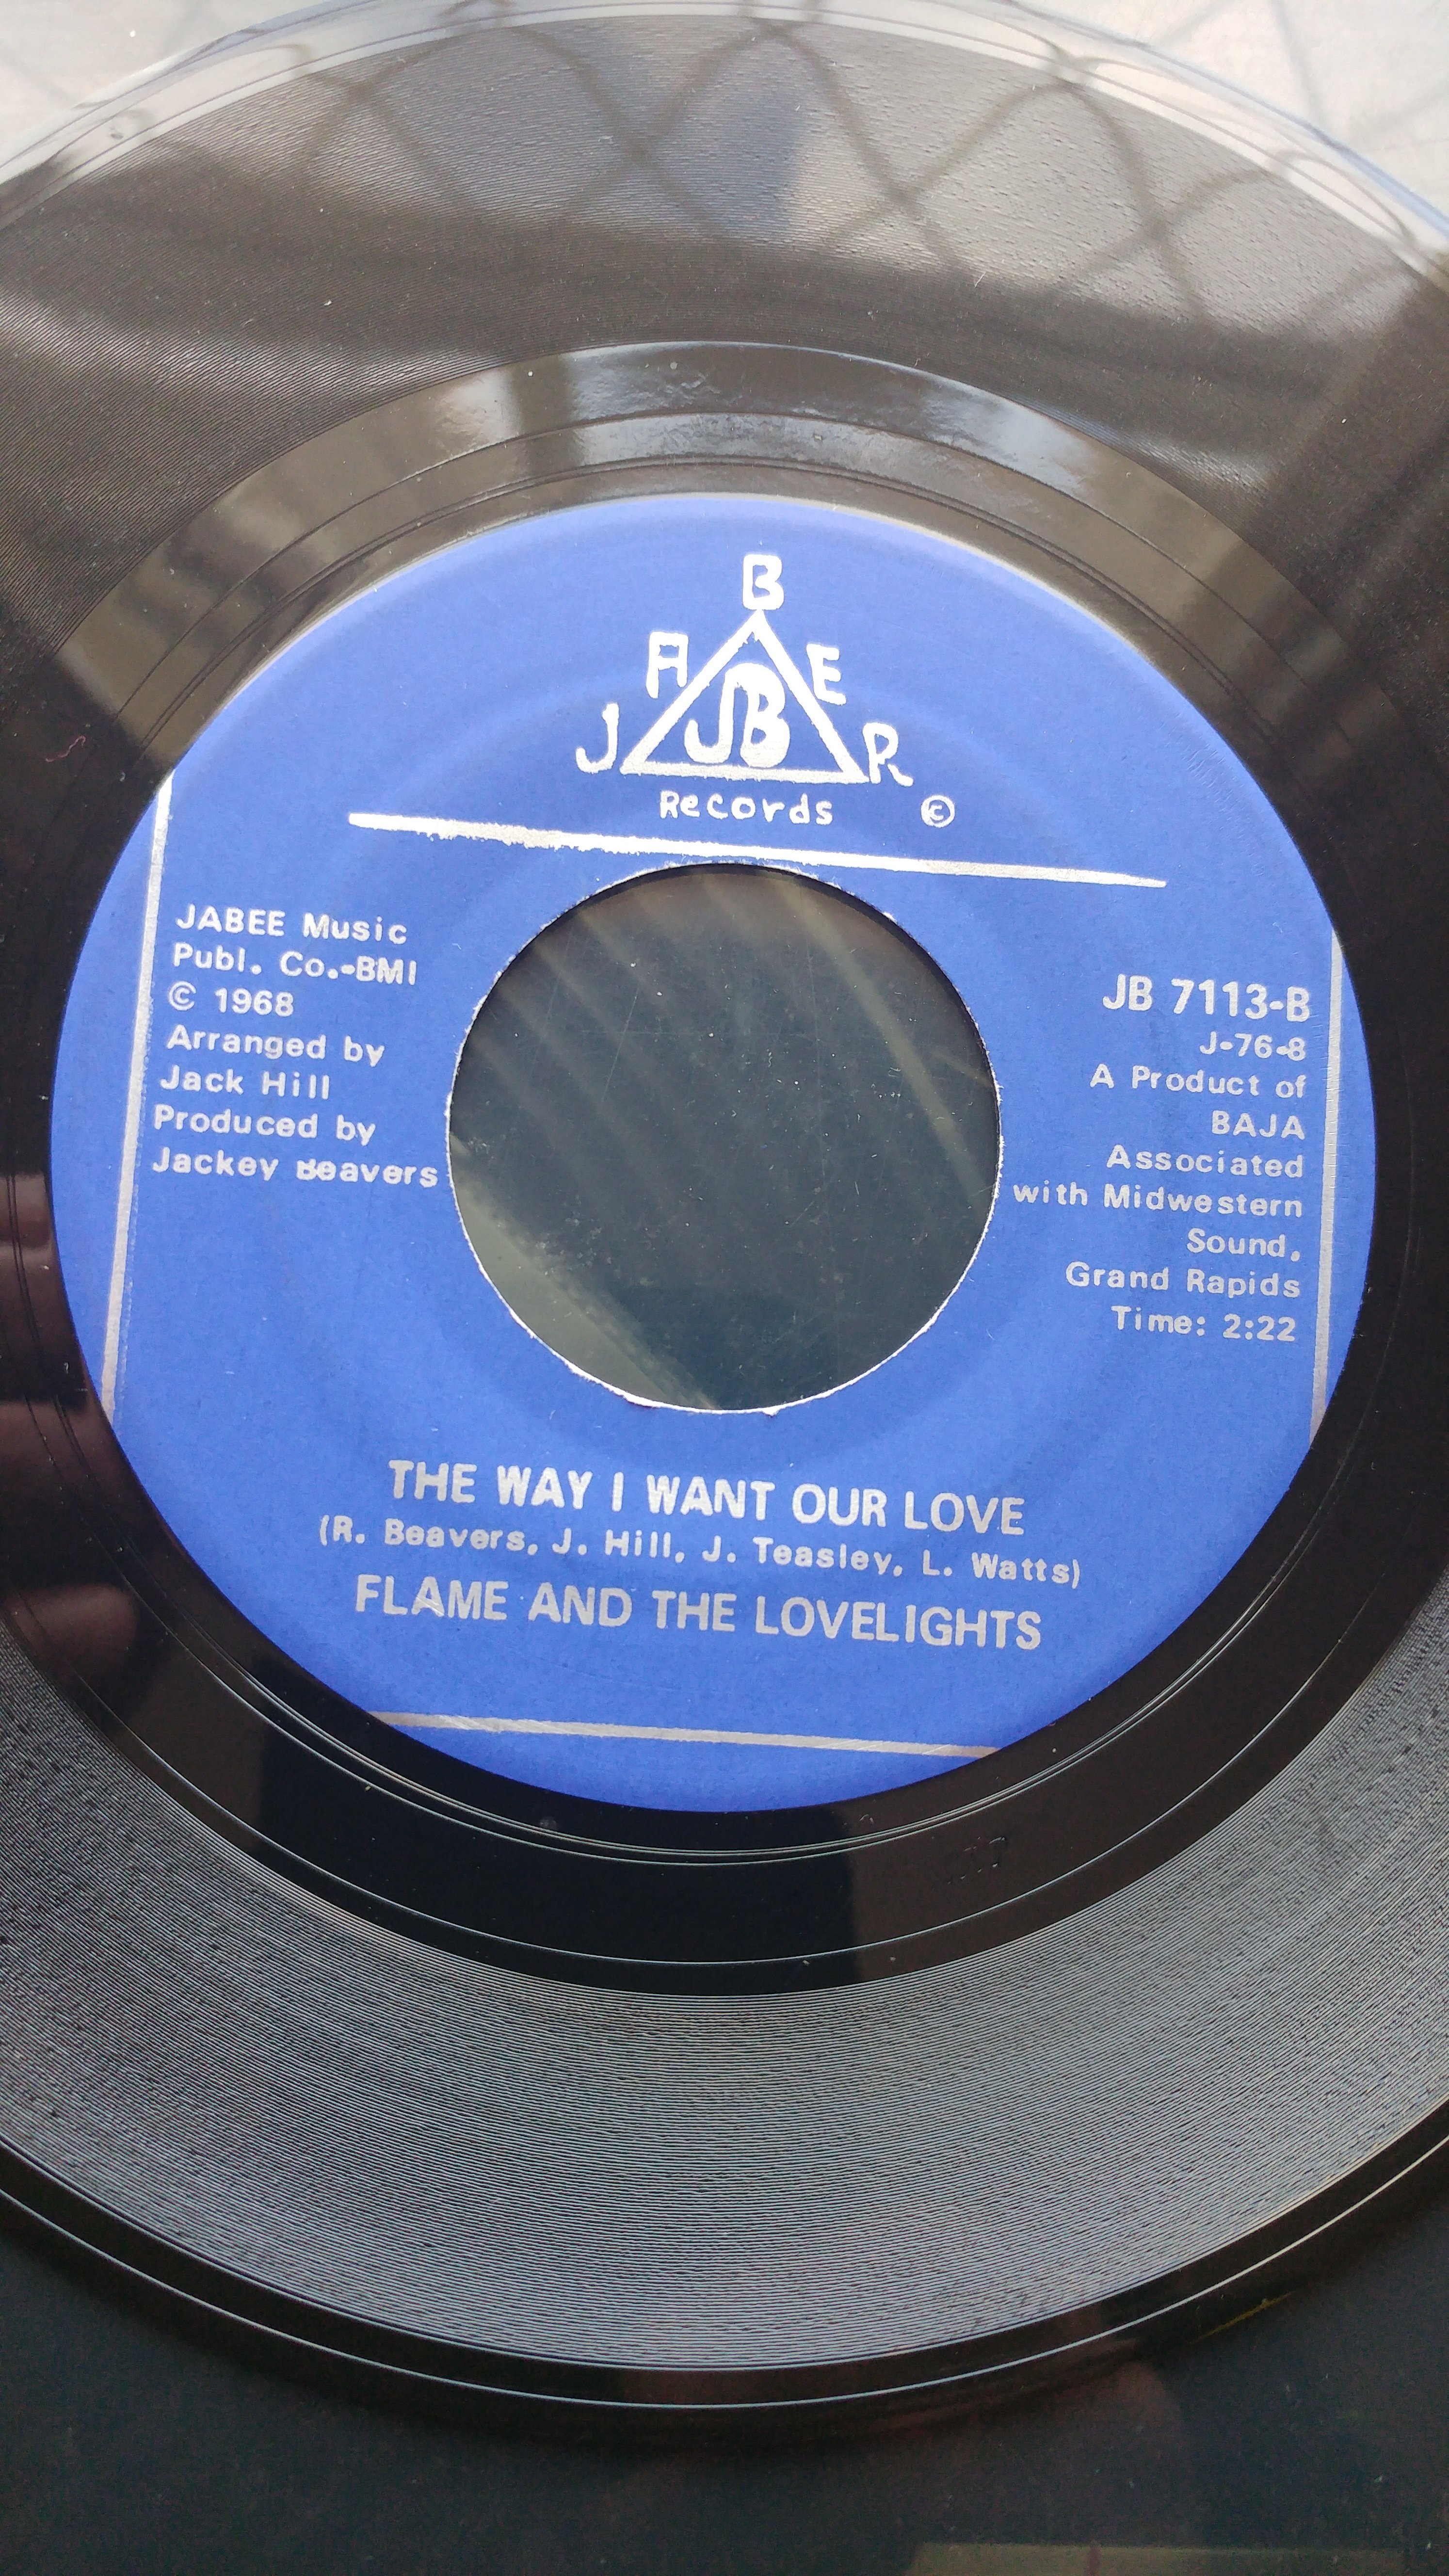 JABER
JB
Records ©
JABEE Music
Publ. Co.-BMI
© 1968
Arranged by
Jack Hill
Produced by
Jackey Beavers
JB 7113-B
J-76-8
A Product of
BAJA
Associated
with Midwestern
Sound.
Grand Rapids
Time: 2:22
THE WAY I WANT OUR LOVE
(R. Beavers, J. Hill, J. Teasley, L. Watts)
FLAME AND THE LOVELIGHTS